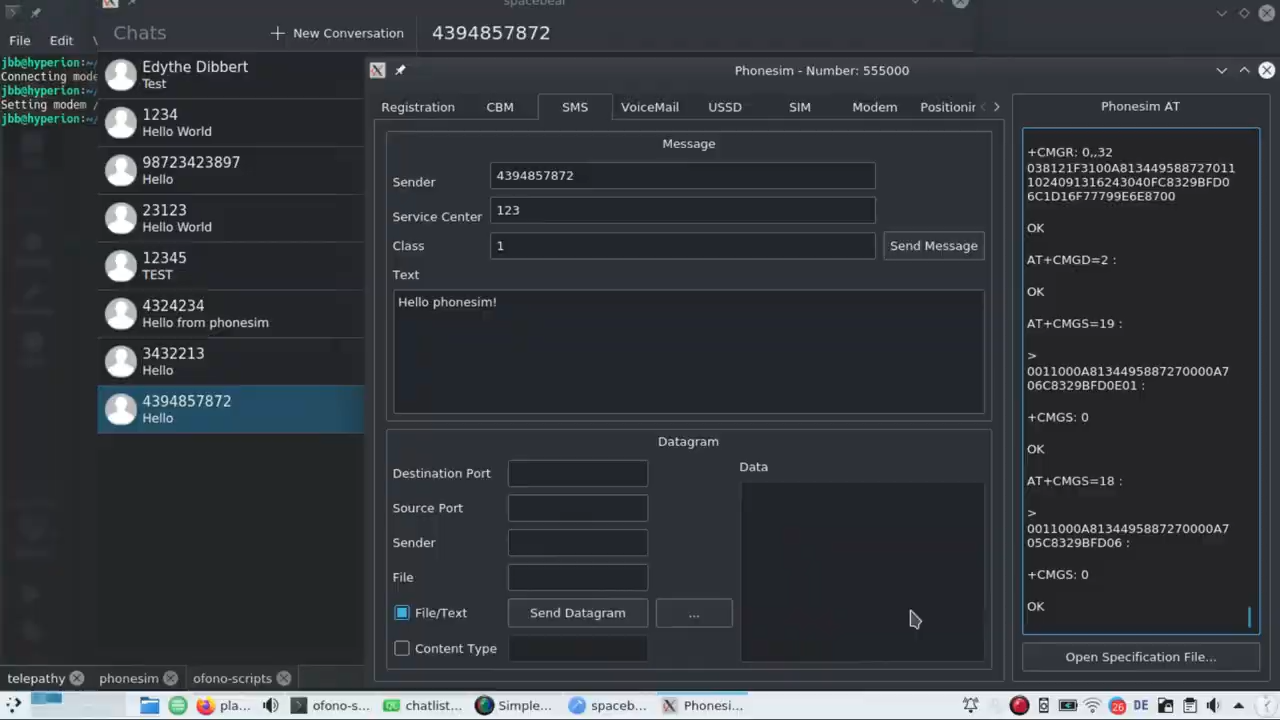 spacebear
File Edit
jbb@hyperion:~
Connecting mode
jbb@hyperion:~/
Setting modem /
jbb@hyperion:~/
Chats
New Conversation
4394857872
Edythe Dibbert
Test
1234
Hello World
98723423897
Hello
23123
Hello World
12345
TEST
4324234
Hello from phonesim
3432213
Hello
4394857872
Hello
Phonesim - Number: 555000
Registration CBM SMS VoiceMail USSD SIM Modem Positionir
Message
Sender 4394857872
Service Center 123
Class 1 Send Message
Text
Hello phonesim!
Datagram
Destination Port
Source Port
Sender
File
File/Text Send Datagram ...
Content Type
Data
Phonesim AT
+CMGR: 0,,32
038121F3100A813449588727011
1024091316243040FC8329BFD0
6C1D16F77799E6E8700
OK
AT+CMGD=2 :
OK
AT+CMGS=19 :
>
0011000A8134495887270000A7
06C8329BFD0E01 :
+CMGS: 0
OK
AT+CMGS=18 :
>
0011000A8134495887270000A7
05C8329BFD06 :
+CMGS: 0
OK
Open Specification File...
telepathy phonesim ofono-scripts
pla... ofono-s... chatlist... Simple... spaceb... Phonesi... 26 DE